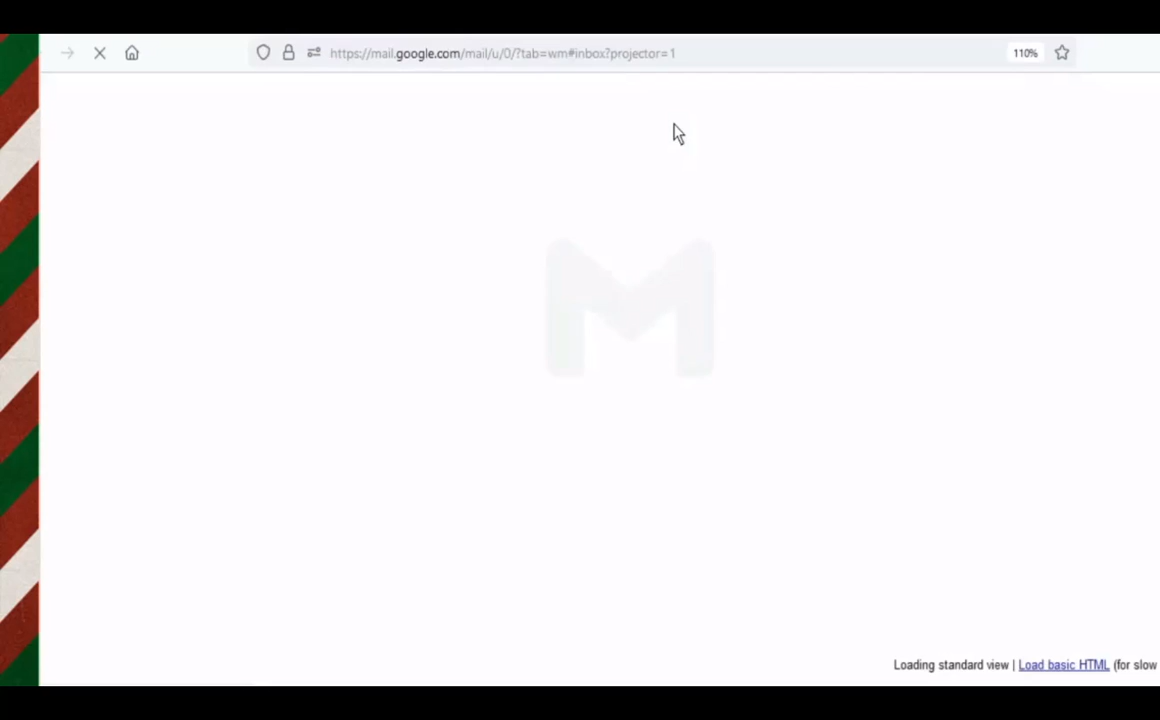 https://mail.google.com/mail/u/0/?tab=wm#inbox?projector=1
110%
Loading standard view | Load basic HTML (for slow